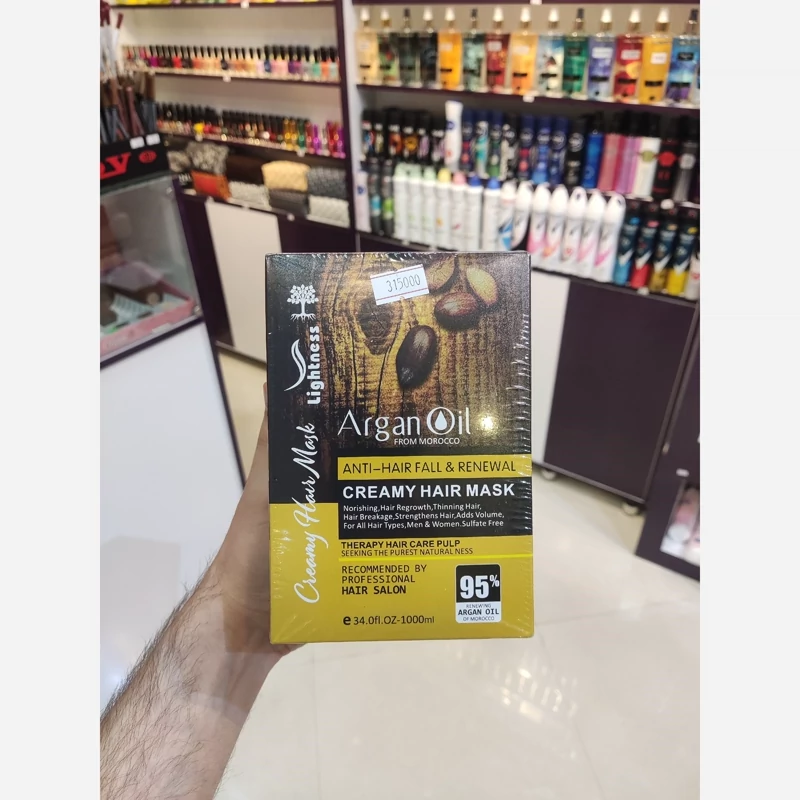 315000
Lightness
Creamy Hair Mask
Argan Oil
FROM MOROCCO
ANTI-HAIR FALL & RENEWAL
CREAMY HAIR MASK
Norishing,Hair Regrowth,Thinning Hair,
Hair Breakage,Strengthens Hair,Adds Volume,
For All Hair Types,Men & Women.Sulfate Free
THERAPY HAIR CARE PULP
SEEKING THE PUREST NATURAL NESS
RECOMMENDED BY
PROFESSIONAL
HAIR SALON
e 34.0fl.OZ-1000ml
95%
RENEWING
ARGAN OIL
OF MOROCCO